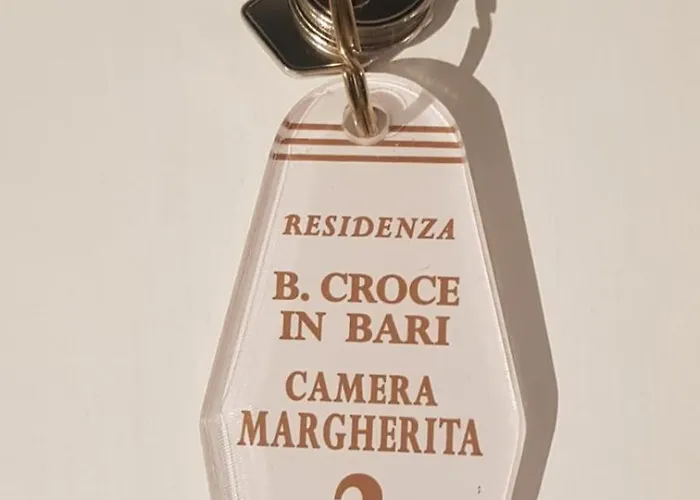 RESIDENZA
B. CROCE
IN BARI
CAMERA
MARGHERITA